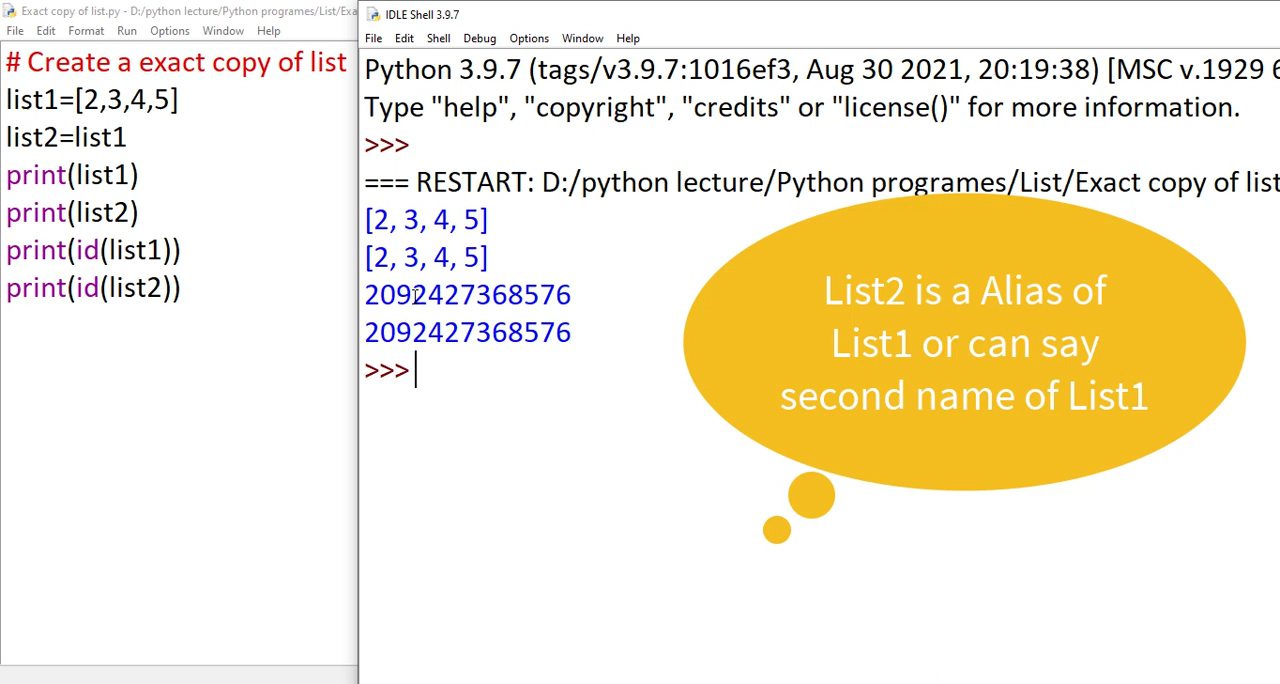 Exact copy of list.py - D:/python lecture/Python programes/List/Exa
File Edit Format Run Options Window Help
# Create a exact copy of list
list1=[2,3,4,5]
list2=list1
print(list1)
print(list2)
print(id(list1))
print(id(list2))
IDLE Shell 3.9.7
File Edit Shell Debug Options Window Help
Python 3.9.7 (tags/v3.9.7:1016ef3, Aug 30 2021, 20:19:38) [MSC v.1929 6
Type "help", "copyright", "credits" or "license()" for more information.
>>>
=== RESTART: D:/python lecture/Python programes/List/Exact copy of list
[2, 3, 4, 5]
[2, 3, 4, 5]
2092427368576
2092427368576
>>>
List2 is a Alias of
List1 or can say
second name of List1